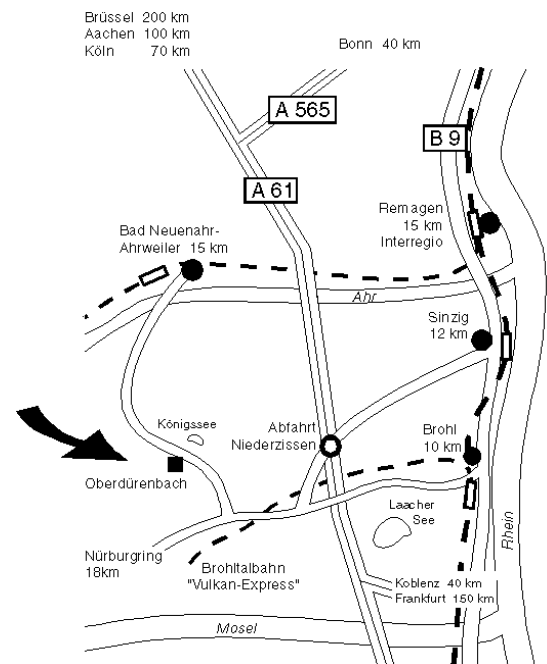 Brüssel 200 km
Aachen 100 km
Köln 70 km
Bonn 40 km
A 565
B 9
A 61
Remagen
15 km
Interregio
Bad Neuenahr-
Ahrweiler 15 km
Ahr
Sinzig
12 km
Königssee
Abfahrt
Niederzissen
Brohl
10 km
Oberdürenbach
Laacher
See
Rhein
Nürburgring
18km
Brohltalbahn
"Vulkan-Express"
Koblenz 40 km
Frankfurt 150 km
Mosel